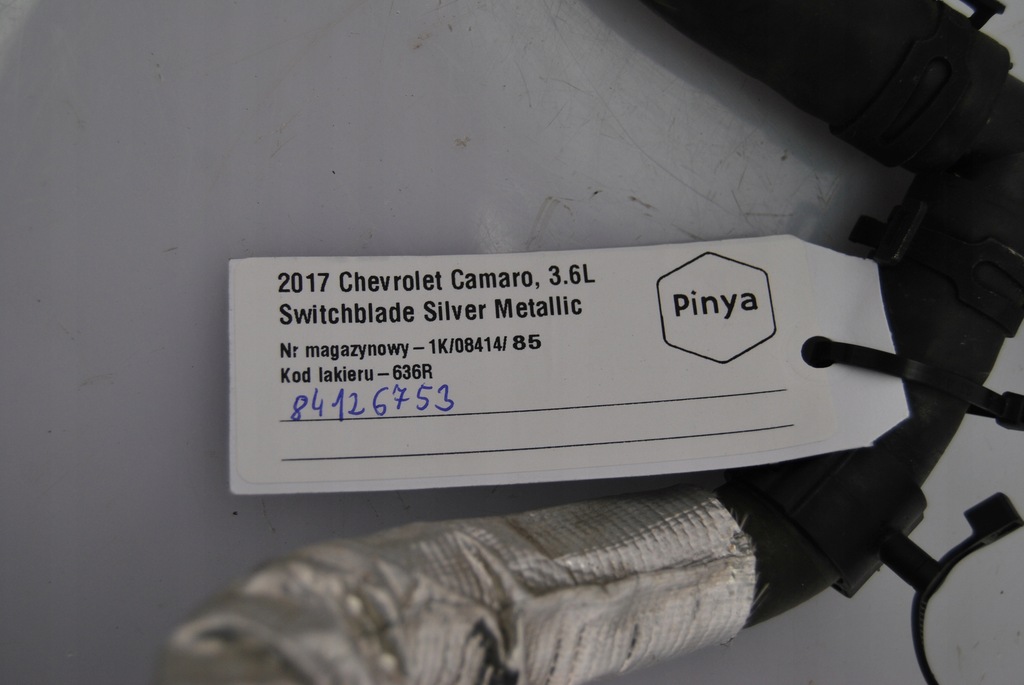 2017 Chevrolet Camaro, 3.6L
Switchblade Silver Metallic
Nr magazynowy – 1K/08414/ 85
Kod lakieru – 636R
84126753
Pinya